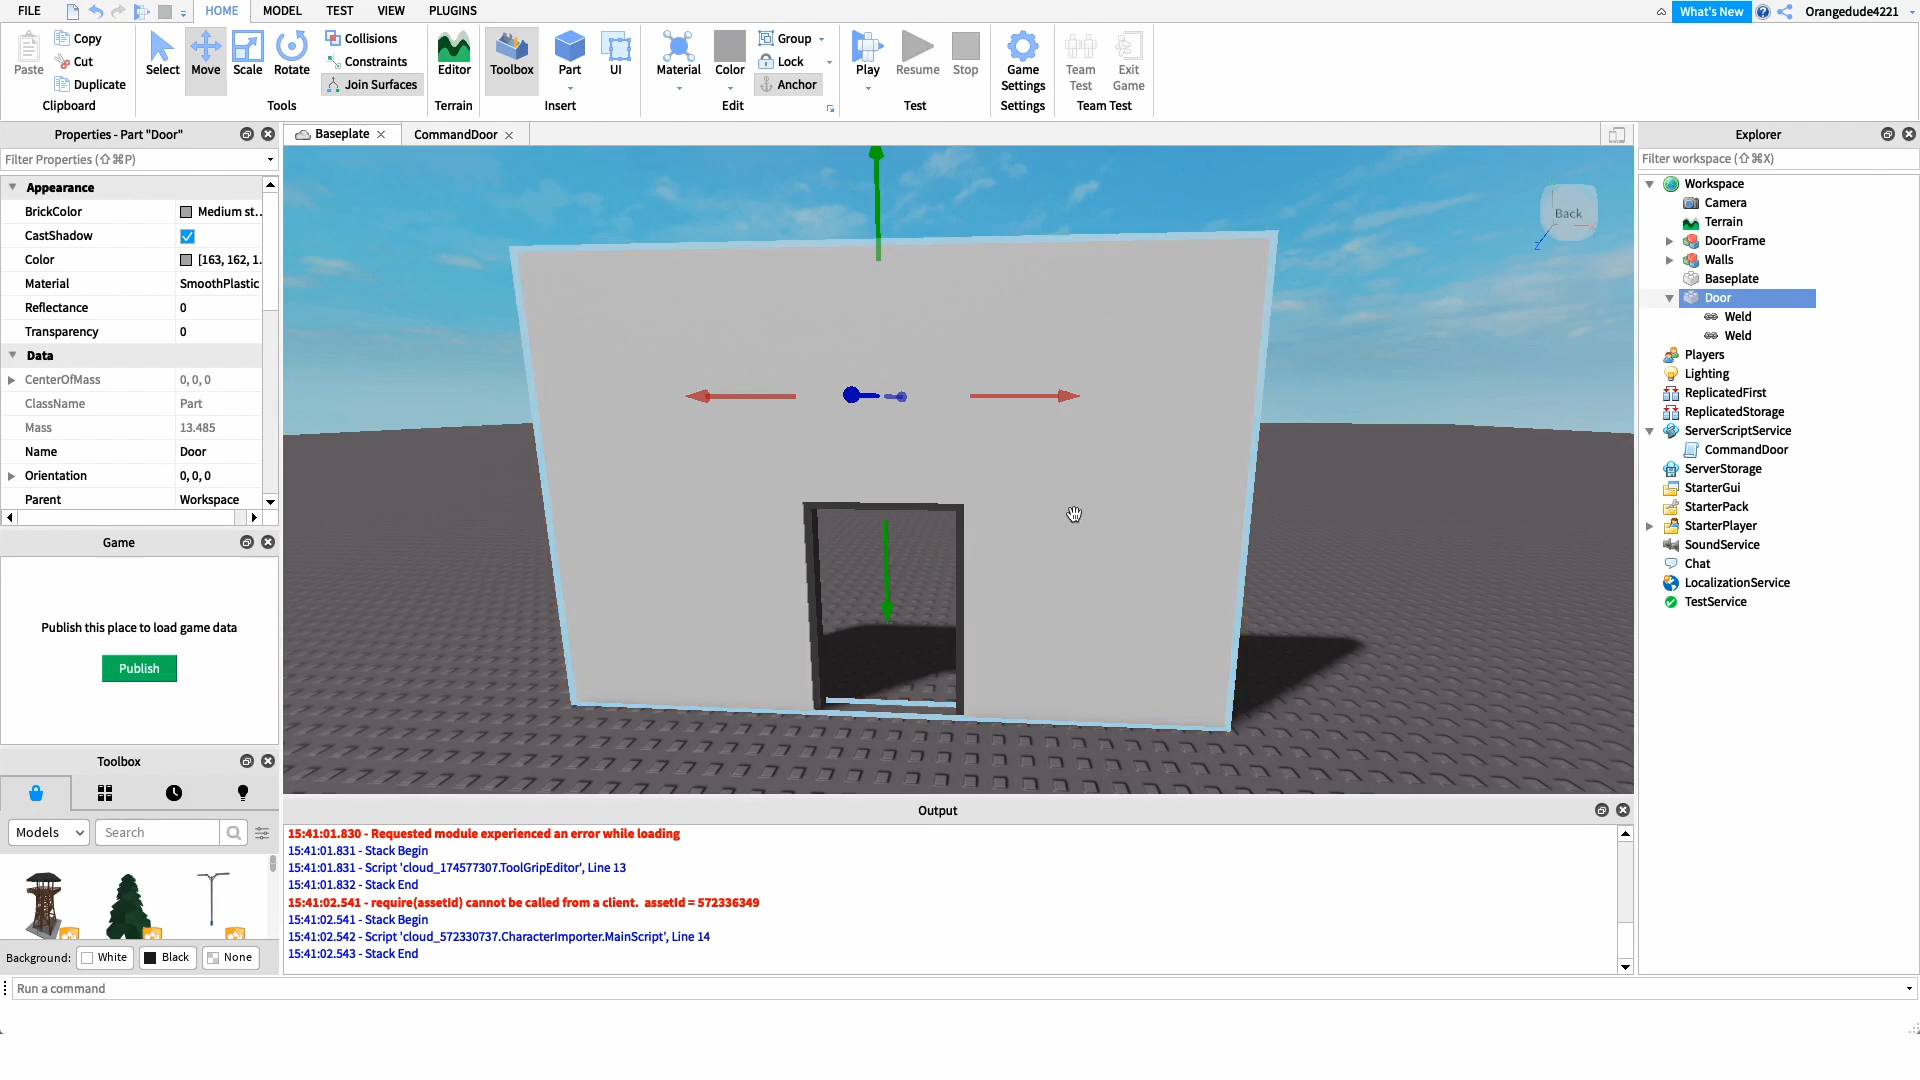 FILE HOME MODEL TEST VIEW PLUGINS What's New Orangedude4221
Paste Copy Cut Duplicate Clipboard
Select Move Scale Rotate Collisions Constraints Join Surfaces Tools
Editor Terrain
Toolbox Part UI Insert
Material Color Group Lock Anchor Edit
Play Resume Stop Test
Game Settings Settings
Team Test Exit Game Team Test
Properties - Part "Door"
Filter Properties (⇧⌘P)
Appearance
BrickColor Medium st...
CastShadow
Color [163, 162, 1...
Material SmoothPlastic
Reflectance 0
Transparency 0
Data
CenterOfMass 0, 0, 0
ClassName Part
Mass 13.485
Name Door
Orientation 0, 0, 0
Parent Workspace
Game
Publish this place to load game data
Publish
Toolbox
Models Search
Background: White Black None
Baseplate CommandDoor
Back
Z
Output
15:41:01.830 - Requested module experienced an error while loading
15:41:01.831 - Stack Begin
15:41:01.831 - Script 'cloud_174577307.ToolGripEditor', Line 13
15:41:01.832 - Stack End
15:41:02.541 - require(assetId) cannot be called from a client. assetId = 572336349
15:41:02.541 - Stack Begin
15:41:02.542 - Script 'cloud_572330737.CharacterImporter.MainScript', Line 14
15:41:02.543 - Stack End
Explorer
Filter workspace (⇧⌘X)
Workspace
Camera
Terrain
DoorFrame
Walls
Baseplate
Door
Weld
Weld
Players
Lighting
ReplicatedFirst
ReplicatedStorage
ServerScriptService
CommandDoor
ServerStorage
StarterGui
StarterPack
StarterPlayer
SoundService
Chat
LocalizationService
TestService
Run a command